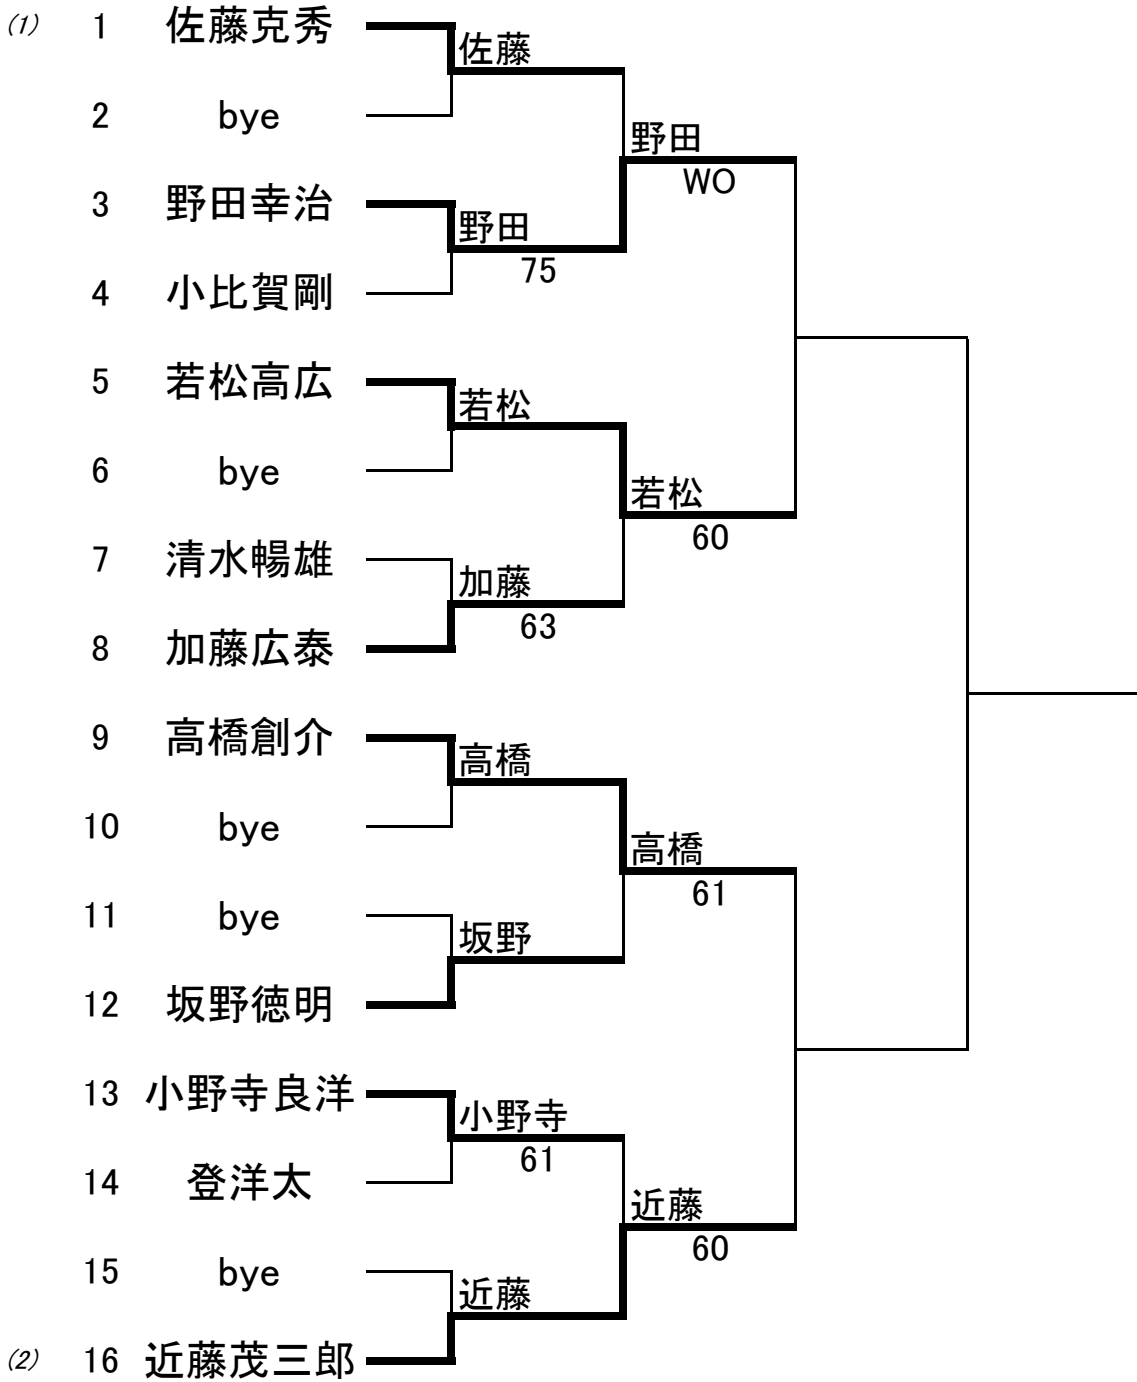 (1) 1 佐藤克秀
佐藤
2 bye
野田
WO
3 野田幸治
野田
75
4 小比賀剛
5 若松高広
若松
6 bye
若松
60
7 清水暢雄
加藤
63
8 加藤広泰
9 高橋創介
高橋
10 bye
高橋
61
11 bye
坂野
12 坂野徳明
13 小野寺良洋
小野寺
61
14 登洋太
近藤
60
15 bye
近藤
(2) 16 近藤茂三郎